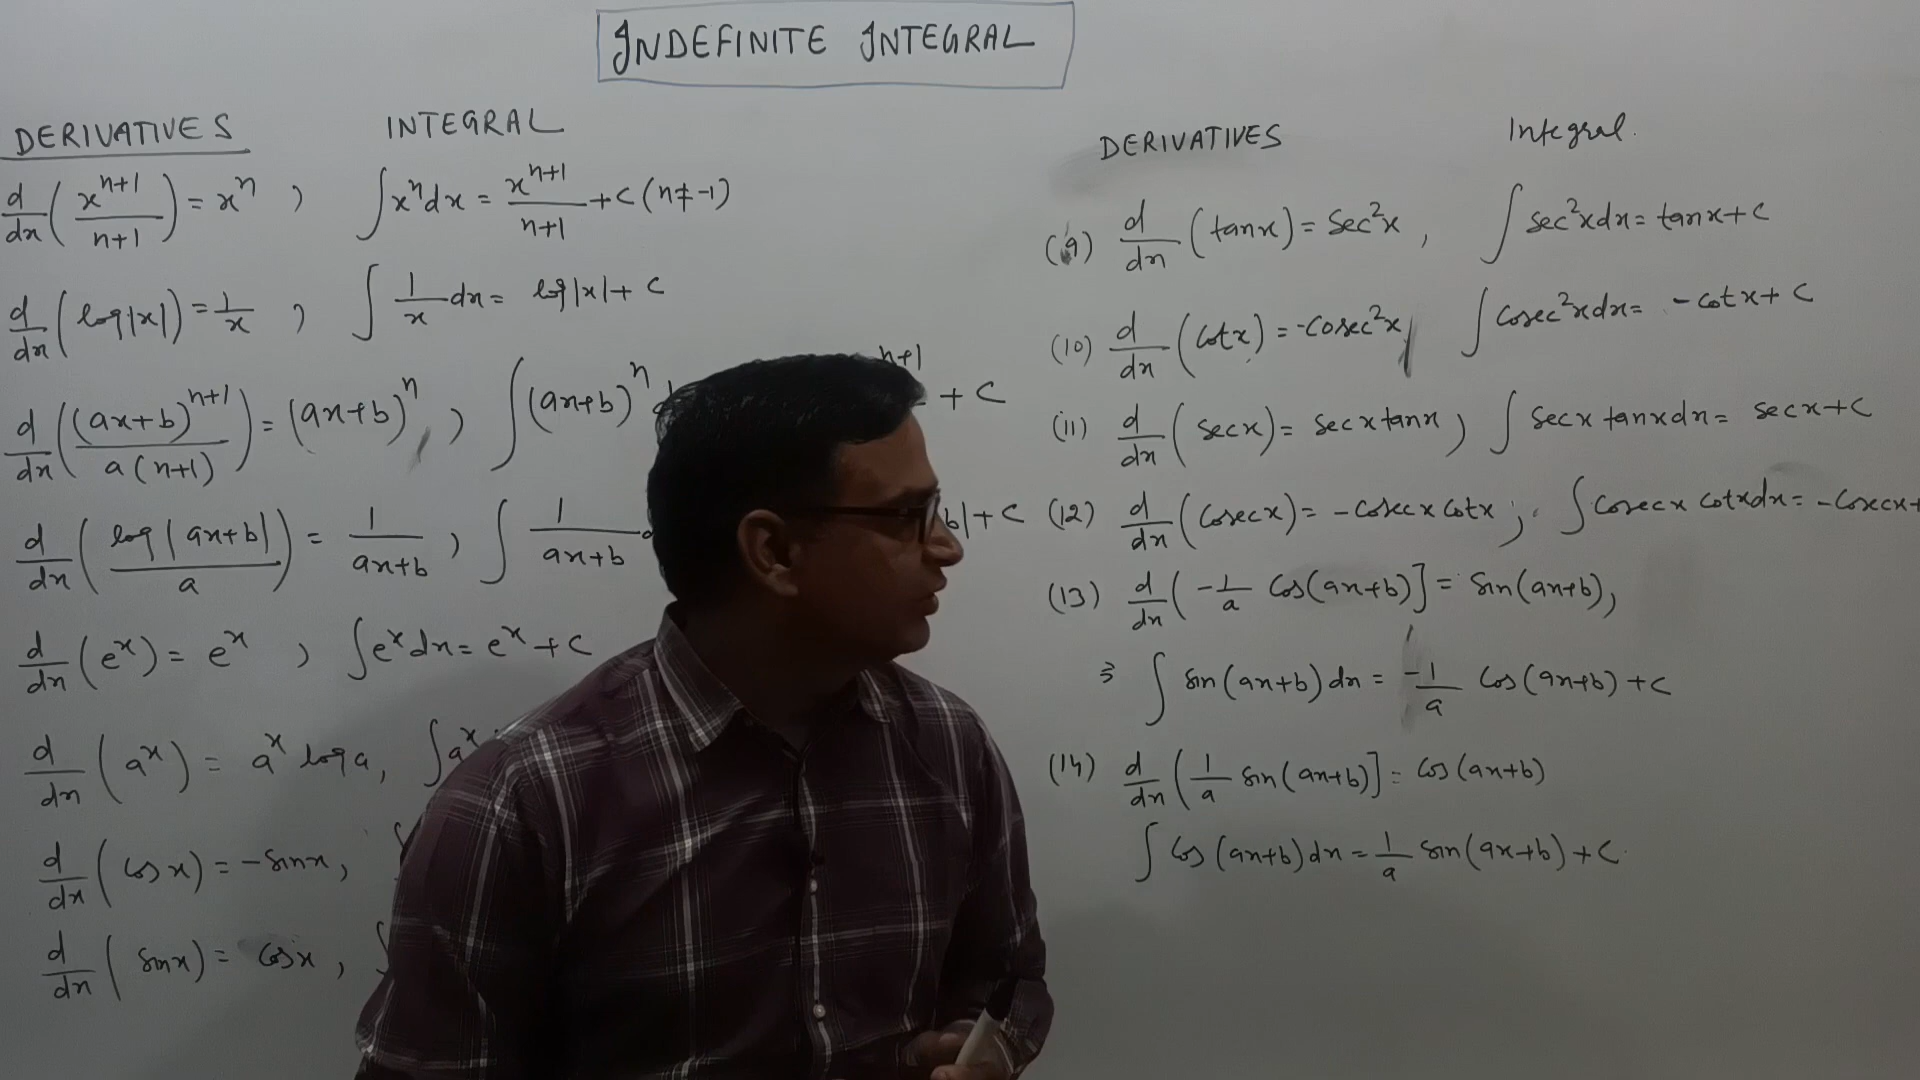 INDEFINITE INTEGRAL
DERIVATIVES INTEGRAL
d/dx (x^(n+1)/(n+1)) = x^n , ∫x^n dx = x^(n+1)/(n+1) + c (n≠-1)
d/dx (log|x|) = 1/x , ∫ 1/x dx = log|x| + c
d/dx ((ax+b)^(n+1)/(a(n+1))) = (ax+b)^n , ∫(ax+b)^n n+1 + C
d/dx (log|ax+b|/a) = 1/(ax+b) , ∫ 1/(ax+b) b| + C
d/dx (e^x) = e^x , ∫e^x dx = e^x + C
d/dx (a^x) = a^x log a, ∫a^x
d/dx (cos x) = -sinx, ∫
d/dx (sinx) = cosx, ∫
DERIVATIVES Integral.
(9) d/dx (tanx) = Sec²x , ∫ sec²x dx = tanx + c
(10) d/dx (cotx) = -cosec²x, ∫ cosec²x dx = -cotx + c
(11) d/dx (secx) = secx tanx , ∫ secx tanx dx = secx + c
(12) d/dx (cosecx) = -cosecx cotx , ∫ cosecx cotx dx = -cosecx +
(13) d/dx (-1/a cos(ax+b)] = sin(ax+b),
⇒ ∫ sin(ax+b) dx = -1/a cos(ax+b) + c
(14) d/dx (1/a sin(ax+b)] = cos(ax+b)
∫ cos(ax+b) dx = 1/a sin(ax+b) + c.